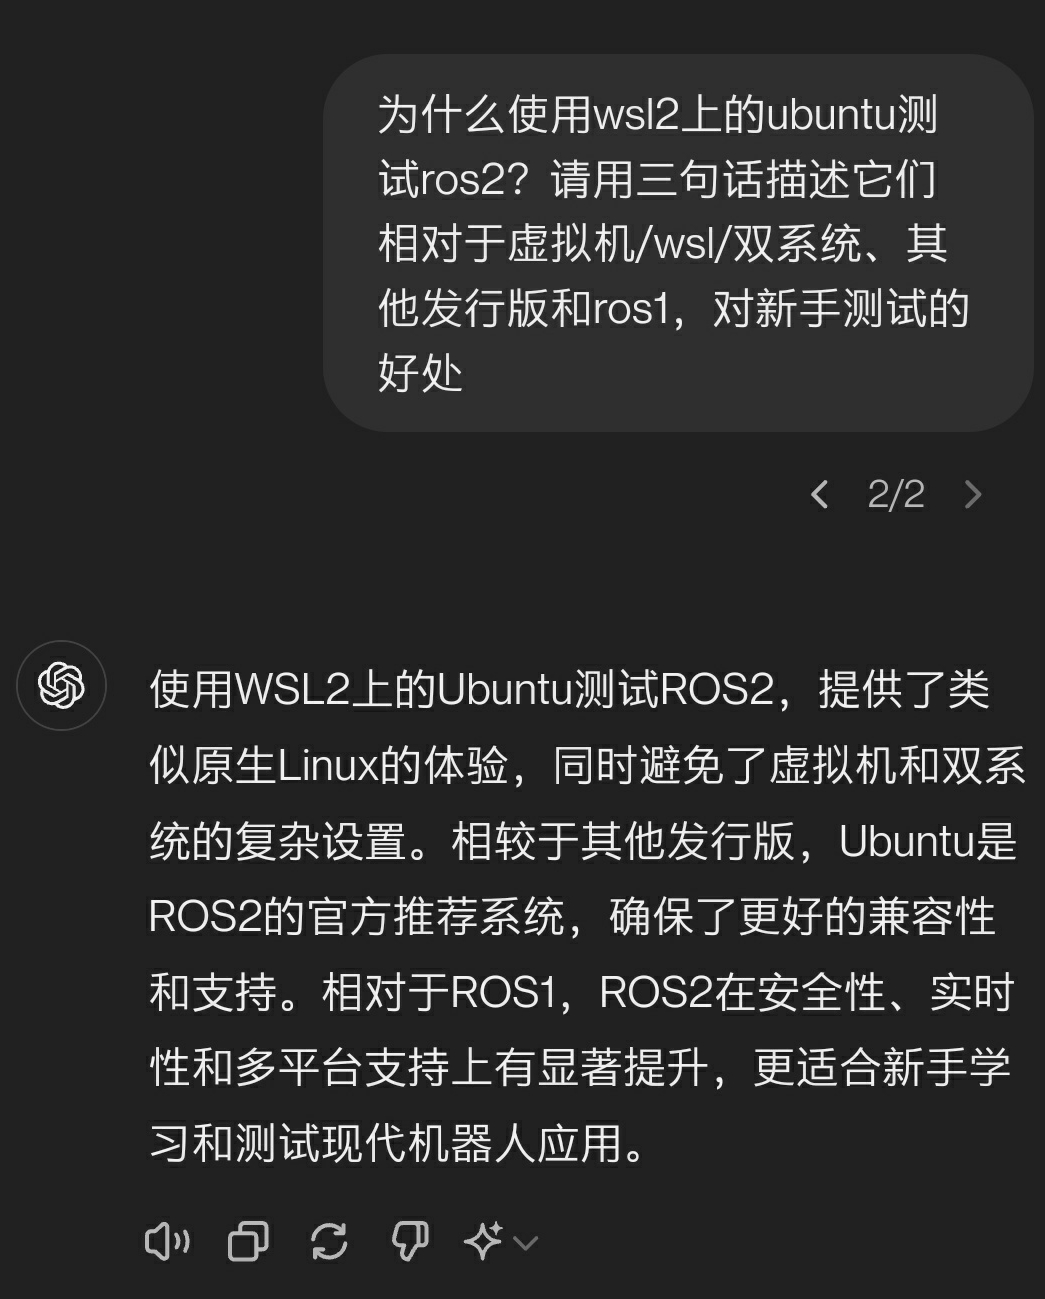 为什么使用wsl2上的ubuntu测
试ros2？请用三句话描述它们
相对于虚拟机/wsl/双系统、其
他发行版和ros1，对新手测试的
好处
2/2
使用WSL2上的Ubuntu测试ROS2，提供了类
似原生Linux的体验，同时避免了虚拟机和双系
统的复杂设置。相较于其他发行版，Ubuntu是
ROS2的官方推荐系统，确保了更好的兼容性
和支持。相对于ROS1，ROS2在安全性、实时
性和多平台支持上有显著提升，更适合新手学
习和测试现代机器人应用。